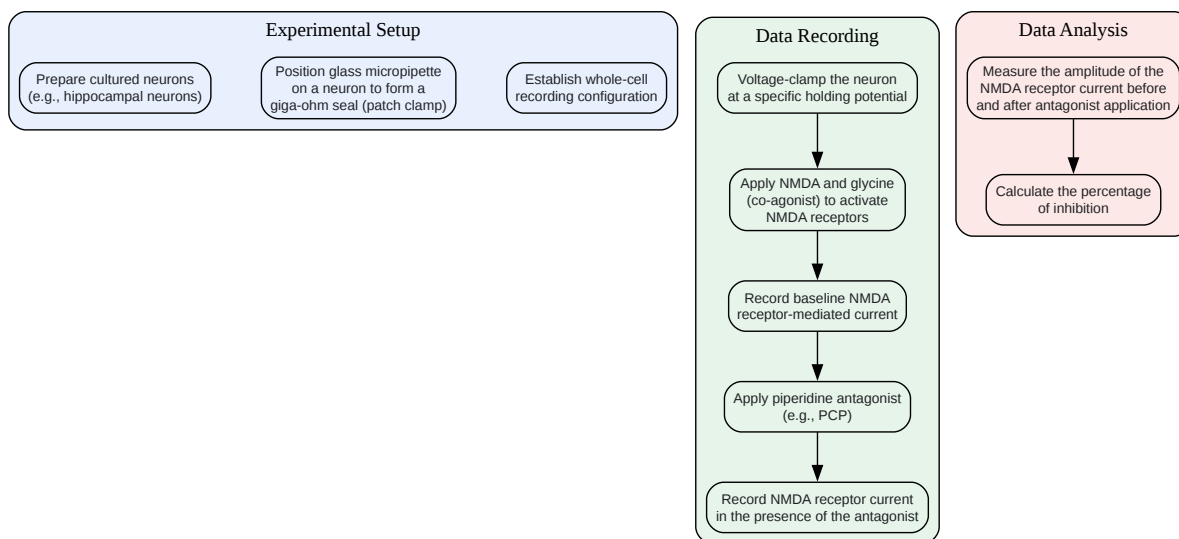 Experimental Setup
Prepare cultured neurons
(e.g., hippocampal neurons)
Position glass micropipette
on a neuron to form a
giga-ohm seal (patch clamp)
Establish whole-cell
recording configuration
Data Recording
Voltage-clamp the neuron
at a specific holding potential
Apply NMDA and glycine
(co-agonist) to activate
NMDA receptors
Record baseline NMDA
receptor-mediated current
Apply piperidine antagonist
(e.g., PCP)
Record NMDA receptor current
in the presence of the antagonist
Data Analysis
Measure the amplitude of the
NMDA receptor current before
and after antagonist application
Calculate the percentage
of inhibition